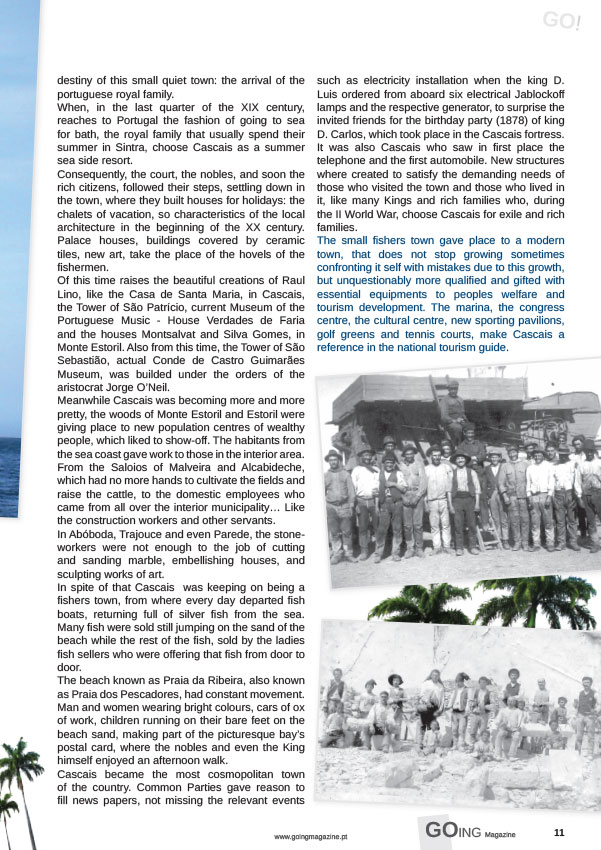 GO!
destiny of this small quiet town: the arrival of the
portuguese royal family.
When, in the last quarter of the XIX century,
reaches to Portugal the fashion of going to sea
for bath, the royal family that usually spend their
summer in Sintra, choose Cascais as a summer
sea side resort.
Consequently, the court, the nobles, and soon the
rich citizens, followed their steps, settling down in
the town, where they built houses for holidays: the
chalets of vacation, so characteristics of the local
architecture in the beginning of the XX century.
Palace houses, buildings covered by ceramic
tiles, new art, take the place of the hovels of the
fishermen.
Of this time raises the beautiful creations of Raul
Lino, like the Casa de Santa Maria, in Cascais,
the Tower of São Patrício, current Museum of the
Portuguese Music - House Verdades de Faria
and the houses Montsalvat and Silva Gomes, in
Monte Estoril. Also from this time, the Tower of São
Sebastião, actual Conde de Castro Guimarães
Museum, was builded under the orders of the
aristocrat Jorge O'Neil.
Meanwhile Cascais was becoming more and more
pretty, the woods of Monte Estoril and Estoril were
giving place to new population centres of wealthy
people, which liked to show-off. The habitants from
the sea coast gave work to those in the interior area.
From the Saloios of Malveira and Alcabideche,
which had no more hands to cultivate the fields and
raise the cattle, to the domestic employees who
came from all over the interior municipality… Like
the construction workers and other servants.
In Abóboda, Trajouce and even Parede, the stone-
workers were not enough to the job of cutting
and sanding marble, embellishing houses, and
sculpting works of art.
In spite of that Cascais was keeping on being a
fishers town, from where every day departed fish
boats, returning full of silver fish from the sea.
Many fish were sold still jumping on the sand of the
beach while the rest of the fish, sold by the ladies
fish sellers who were offering that fish from door to
door.
The beach known as Praia da Ribeira, also known
as Praia dos Pescadores, had constant movement.
Man and women wearing bright colours, cars of ox
of work, children running on their bare feet on the
beach sand, making part of the picturesque bay's
postal card, where the nobles and even the King
himself enjoyed an afternoon walk.
Cascais became the most cosmopolitan town
of the country. Common Parties gave reason to
fill news papers, not missing the relevant events
such as electricity installation when the king D.
Luis ordered from aboard six electrical Jablockoff
lamps and the respective generator, to surprise the
invited friends for the birthday party (1878) of king
D. Carlos, which took place in the Cascais fortress.
It was also Cascais who saw in first place the
telephone and the first automobile. New structures
where created to satisfy the demanding needs of
those who visited the town and those who lived in
it, like many Kings and rich families who, during
the II World War, choose Cascais for exile and rich
families.
The small fishers town gave place to a modern
town, that does not stop growing sometimes
confronting it self with mistakes due to this growth,
but unquestionably more qualified and gifted with
essential equipments to peoples welfare and
tourism development. The marina, the congress
centre, the cultural centre, new sporting pavilions,
golf greens and tennis courts, make Cascais a
reference in the national tourism guide.
www.goingmagazine.pt
GOING Magazine
11